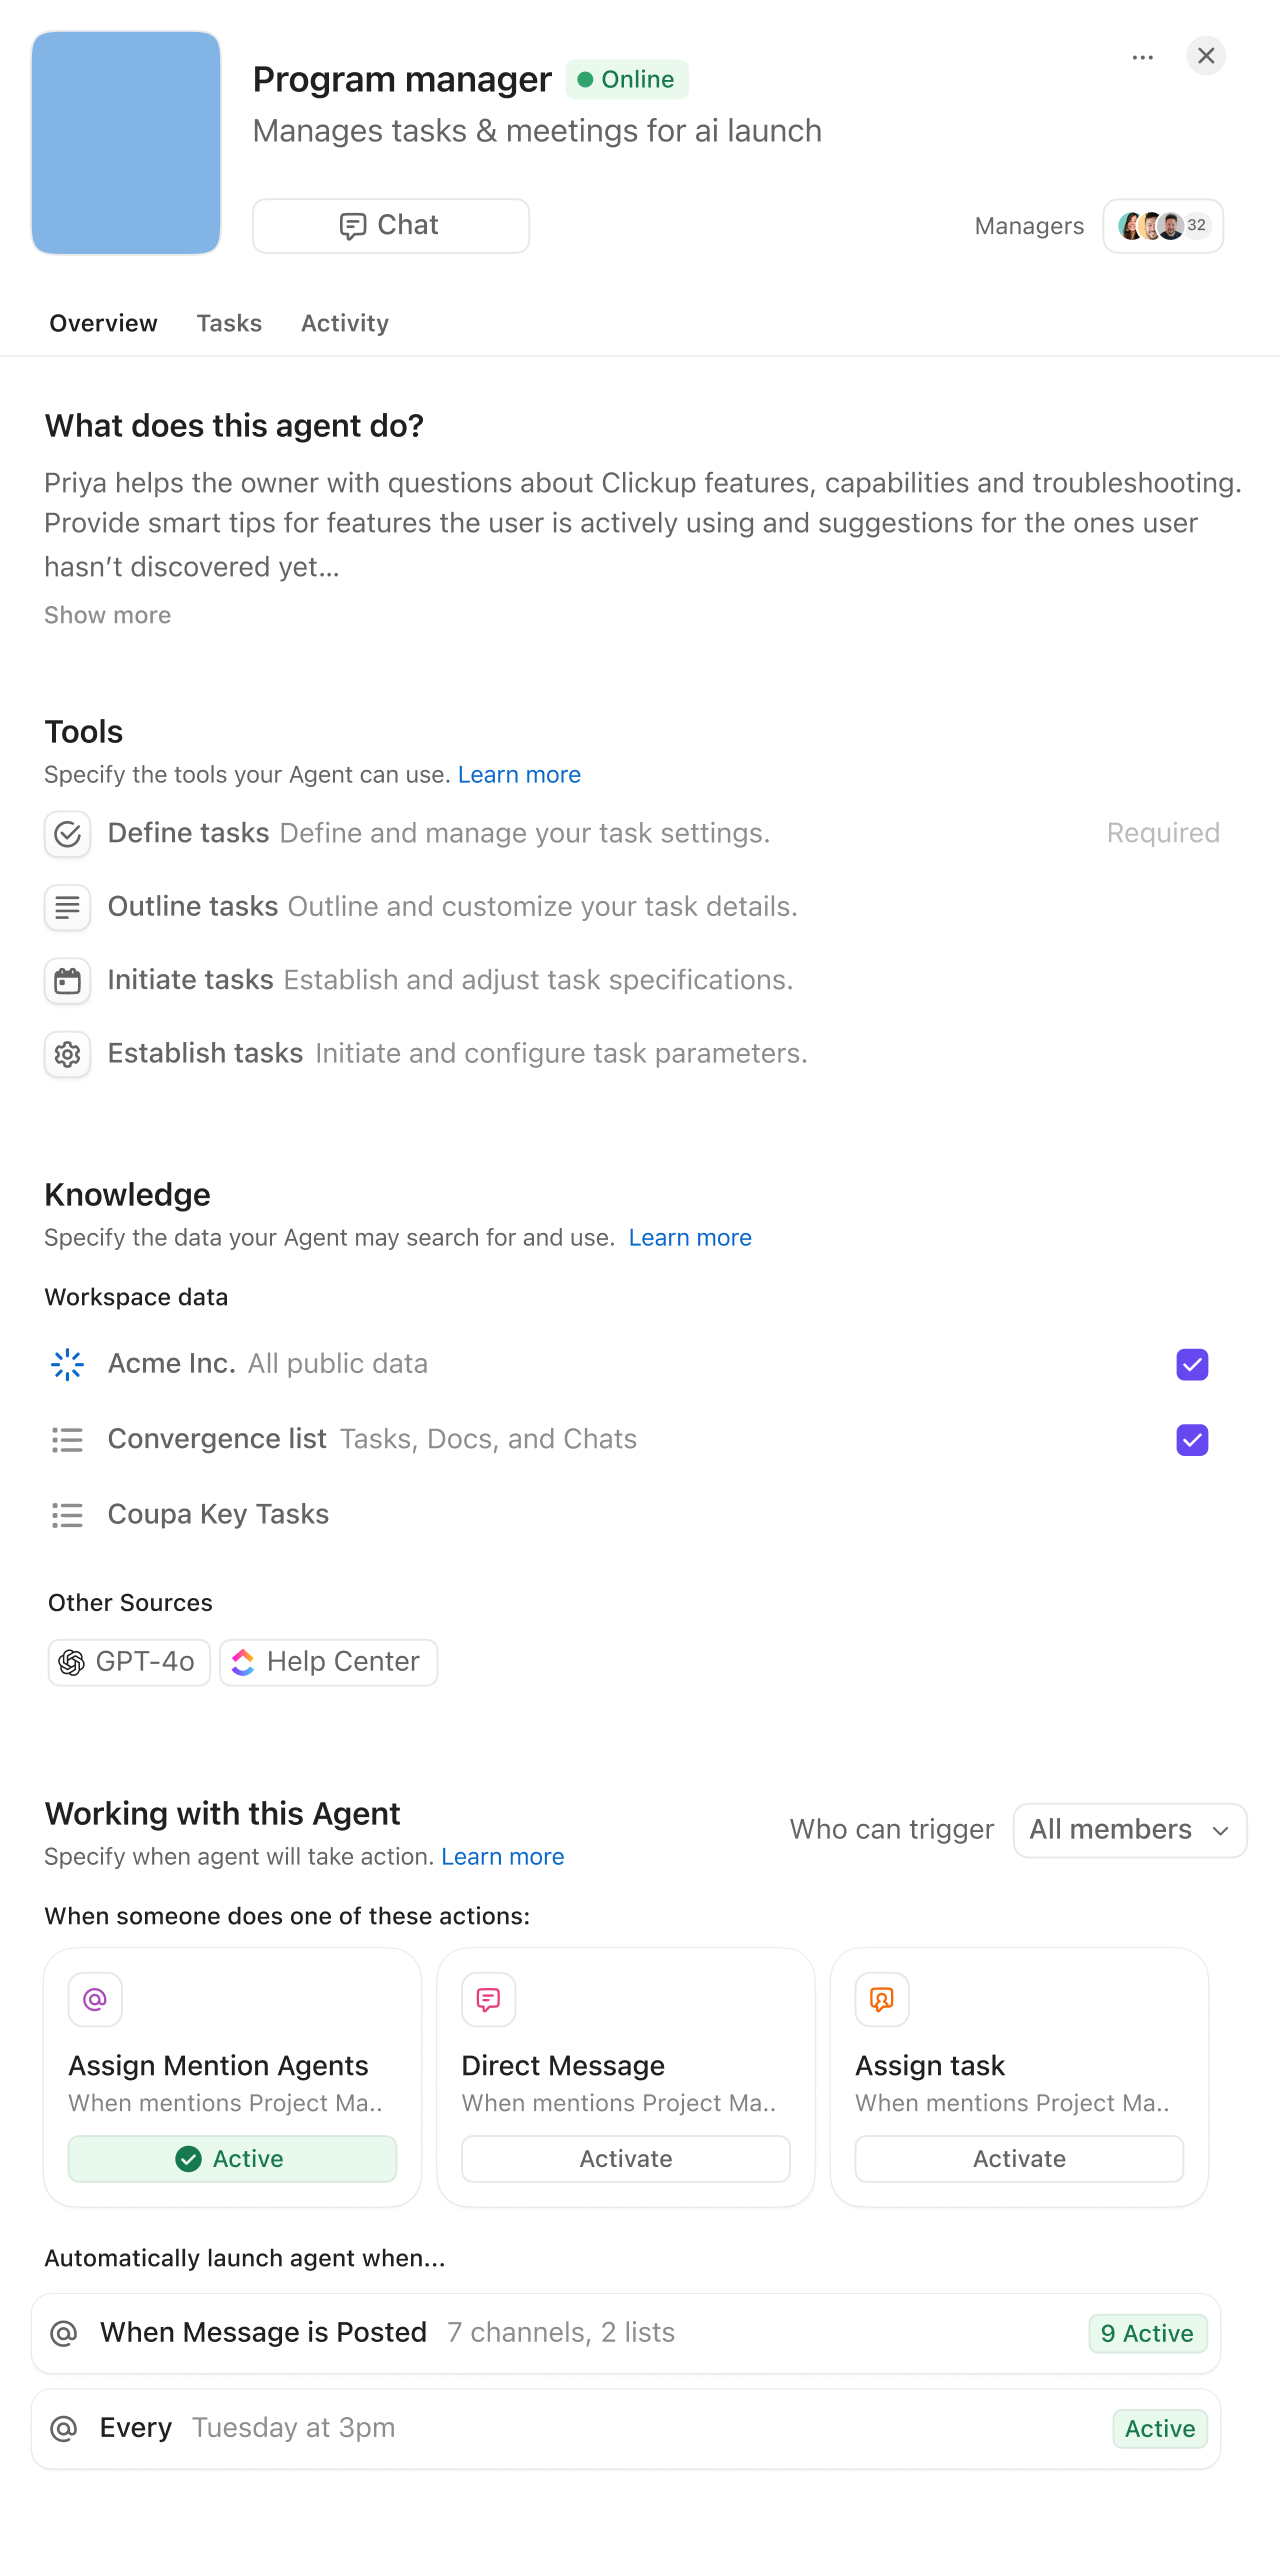 Program manager Online
Manages tasks & meetings for ai launch
Chat
Managers 32
Overview Tasks Activity
What does this agent do?
Priya helps the owner with questions about Clickup features, capabilities and troubleshooting.
Provide smart tips for features the user is actively using and suggestions for the ones user
hasn’t discovered yet...
Show more
Tools
Specify the tools your Agent can use. Learn more
Define tasks Define and manage your task settings. Required
Outline tasks Outline and customize your task details.
Initiate tasks Establish and adjust task specifications.
Establish tasks Initiate and configure task parameters.
Knowledge
Specify the data your Agent may search for and use. Learn more
Workspace data
Acme Inc. All public data
Convergence list Tasks, Docs, and Chats
Coupa Key Tasks
Other Sources
GPT-4o Help Center
Working with this Agent
Who can trigger All members
Specify when agent will take action. Learn more
When someone does one of these actions:
Assign Mention Agents
When mentions Project Ma..
Active
Direct Message
When mentions Project Ma..
Activate
Assign task
When mentions Project Ma..
Activate
Automatically launch agent when...
When Message is Posted 7 channels, 2 lists 9 Active
Every Tuesday at 3pm Active